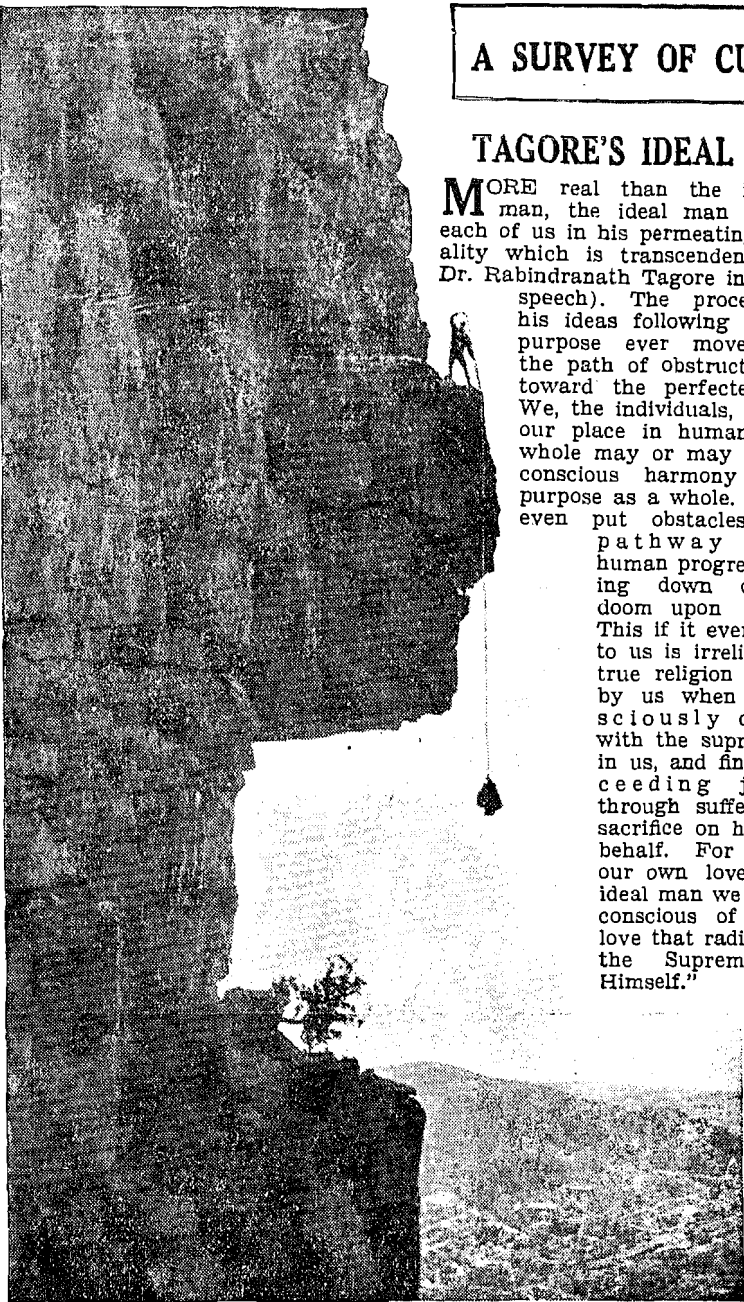 A SURVEY OF CU
TAGORE'S IDEAL
MORE real than the
man, the ideal man
each of us in his permeating
ality which is transcenden
Dr. Rabindranath Tagore in
speech). The proce
his ideas following
purpose ever move
the path of obstruct
toward the perfecte
We, the individuals,
our place in human
whole may or may
conscious harmony
purpose as a whole.
even put obstacles
pathway
human progre
ing down
doom upon
This if it ever
to us is irreli
true religion
by us when
sciously c
with the supr
in us, and fin
ceeding j
through suffe
sacrifice on h
behalf. For
our own love
ideal man we
conscious of
love that radi
the Suprem
Himself."